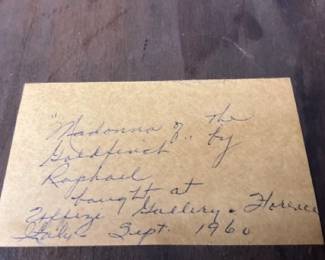 "Madonna of the
Goldfinch" by
Raphael
bought at
Uffize Gallery - Florence
Italy - Sept. 1960